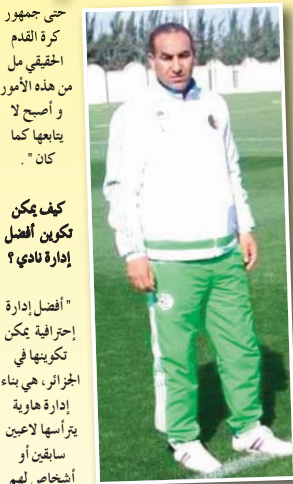 حتى جمهور
كرة القدم
الحقيقي مل
من هذه الأمور
و أصبح لا
يتابعها كما
كان " .
كيف يمكن
تكوين أفضل
إدارة نادي ؟
" أفضل إدارة
إحترافية يمكن
تكوينها في
الجزائر، هي بناء
إدارة هاوية
يترأسها لاعبين
سابقين أو
أشخاص لهم